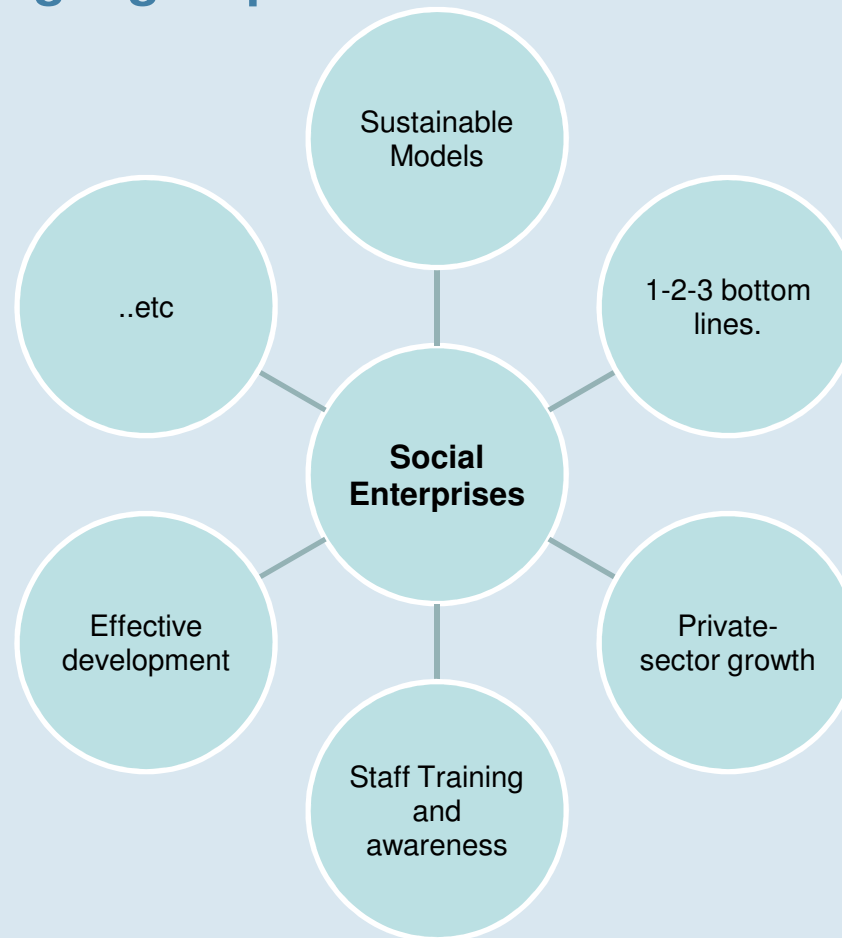 Sustainable
Models
1-2-3 bottom
lines.
Private-
sector growth
Staff Training
and
awareness
Effective
development
..etc
Social
Enterprises